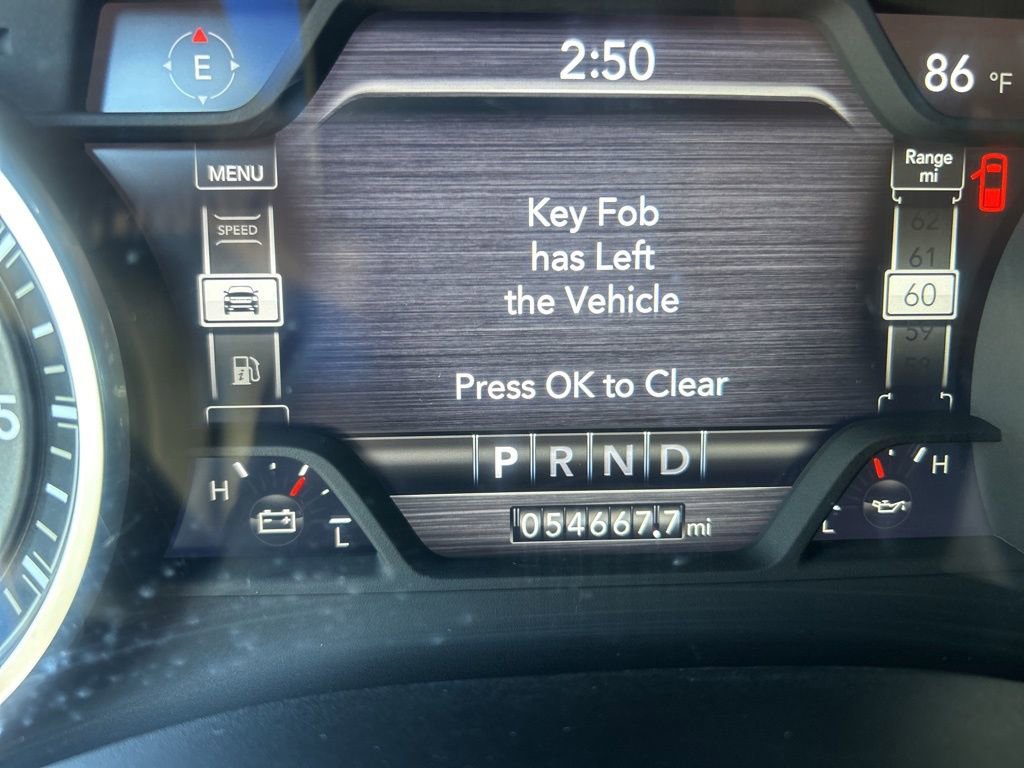 E
2:50
86 °F
MENU
Range
mi
SPEED
62
61
60
59
Key Fob
has Left
the Vehicle
Press OK to Clear
P R N D
H
L
H
L
054667.7 mi
5